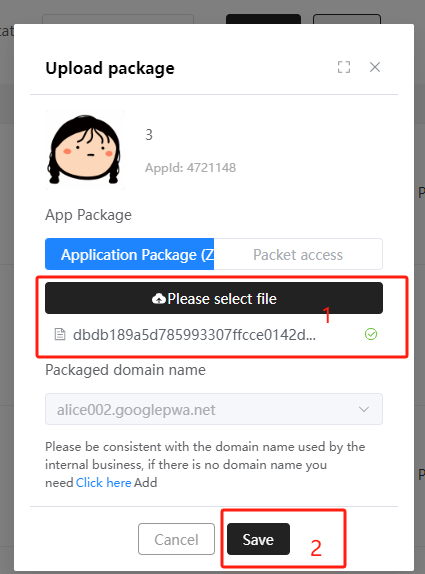 tat
Upload package
3
AppId: 4721148
App Package
Application Package (Z
Packet access
Please select file
1
dbdb189a5d785993307ffcce0142d...
Packaged domain name
alice002.googlepwa.net
Please be consistent with the domain name used by the
internal business, if there is no domain name you
need Click here Add
Cancel
Save
2
P
P